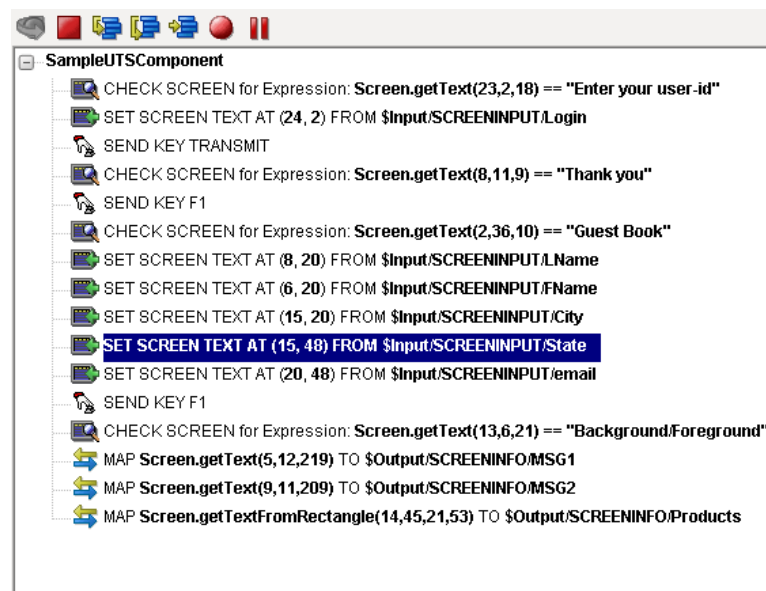 SampleUTSComponent
CHECK SCREEN for Expression: Screen.getText(23,2,18) == "Enter your user-id"
SET SCREEN TEXT AT (24, 2) FROM $Input/SCREENINPUT/Login
SEND KEY TRANSMIT
CHECK SCREEN for Expression: Screen.getText(8,11,9) == "Thank you"
SEND KEY F1
CHECK SCREEN for Expression: Screen.getText(2,36,10) == "Guest Book"
SET SCREEN TEXT AT (8, 20) FROM $Input/SCREENINPUT/LName
SET SCREEN TEXT AT (6, 20) FROM $Input/SCREENINPUT/FName
SET SCREEN TEXT AT (15, 20) FROM $Input/SCREENINPUT/City
SET SCREEN TEXT AT (15, 48) FROM $Input/SCREENINPUT/State
SET SCREEN TEXT AT (20, 48) FROM $Input/SCREENINPUT/email
SEND KEY F1
CHECK SCREEN for Expression: Screen.getText(13,6,21) == "Background/Foreground"
MAP Screen.getText(5,12,219) TO $Output/SCREENINFO/MSG1
MAP Screen.getText(9,11,209) TO $Output/SCREENINFO/MSG2
MAP Screen.getTextFromRectangle(14,45,21,53) TO $Output/SCREENINFO/Products